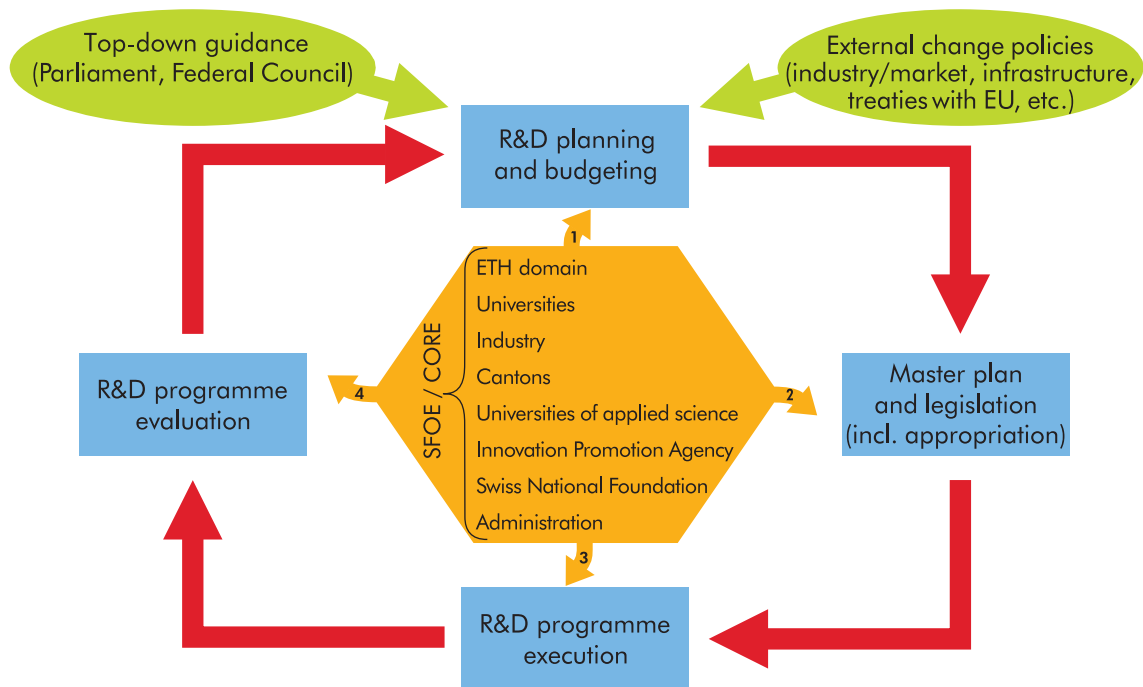 Top-down guidance
(Parliament, Federal Council)
External change policies
(industry/market, infrastructure,
treaties with EU, etc.)
R&D planning
and budgeting
1
SFOE / CORE
ETH domain
Universities
Industry
Cantons
Universities of applied science
Innovation Promotion Agency
Swiss National Foundation
Administration
R&D programme
evaluation
4
2
Master plan
and legislation
(incl. appropriation)
3
R&D programme
execution